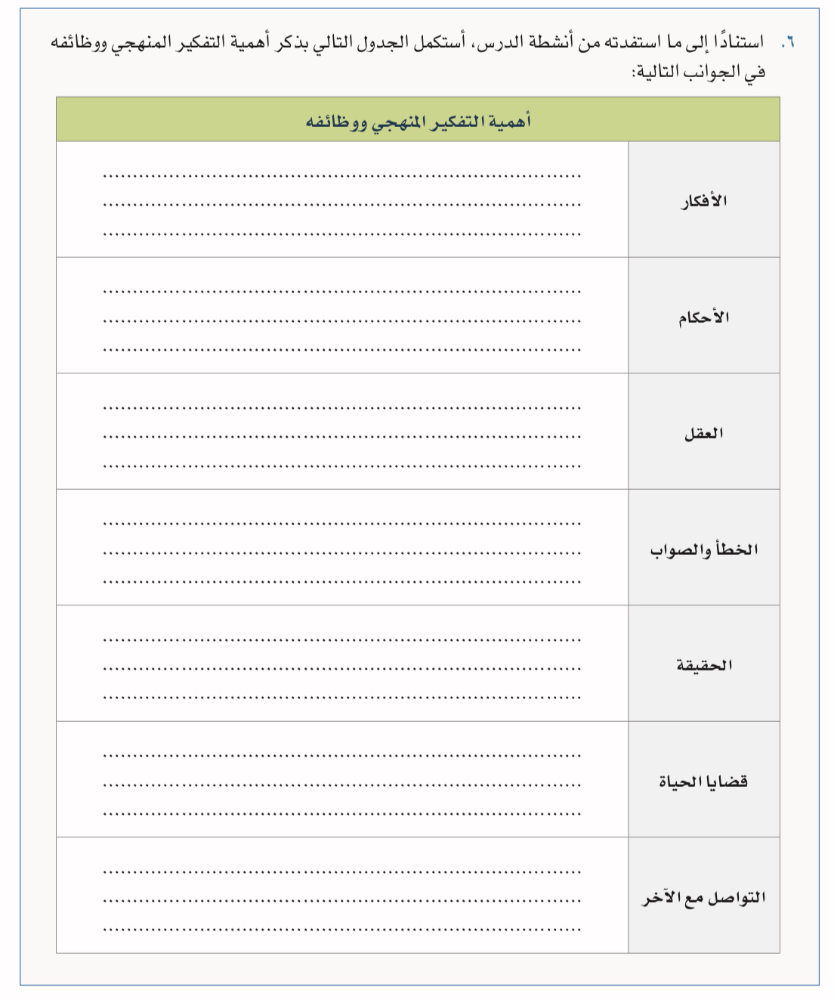 ٦. استنادًا إلى ما استفدته من أنشطة الدرس، أستكمل الجدول التالي بذكر أهمية التفكير المنهجي ووظائفه
في الجوانب التالية:
أهمية التفكير المنهجي ووظائفه
الأفكار
الأحكام
العقل
الخطأ والصواب
الحقيقة
قضايا الحياة
التواصل مع الآخر